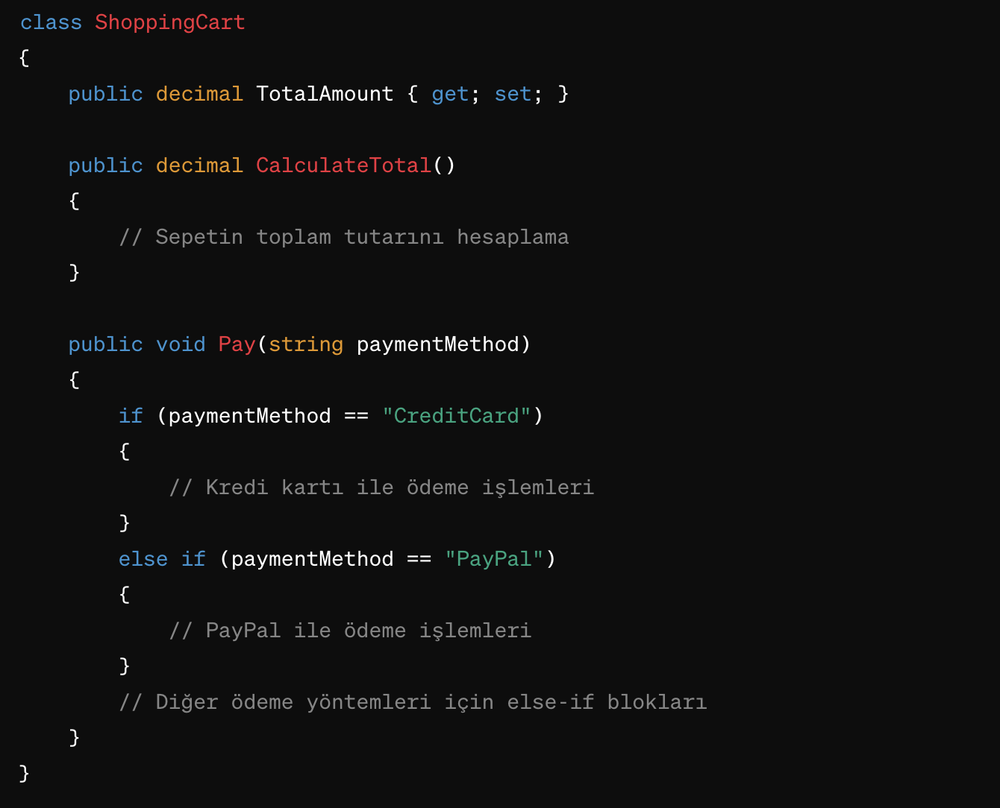 class ShoppingCart
{
    public decimal TotalAmount { get; set; }

    public decimal CalculateTotal()
    {
        // Sepetin toplam tutarını hesaplama
    }

    public void Pay(string paymentMethod)
    {
        if (paymentMethod == "CreditCard")
        {
            // Kredi kartı ile ödeme işlemleri
        }
        else if (paymentMethod == "PayPal")
        {
            // PayPal ile ödeme işlemleri
        }
        // Diğer ödeme yöntemleri için else-if blokları
    }
}